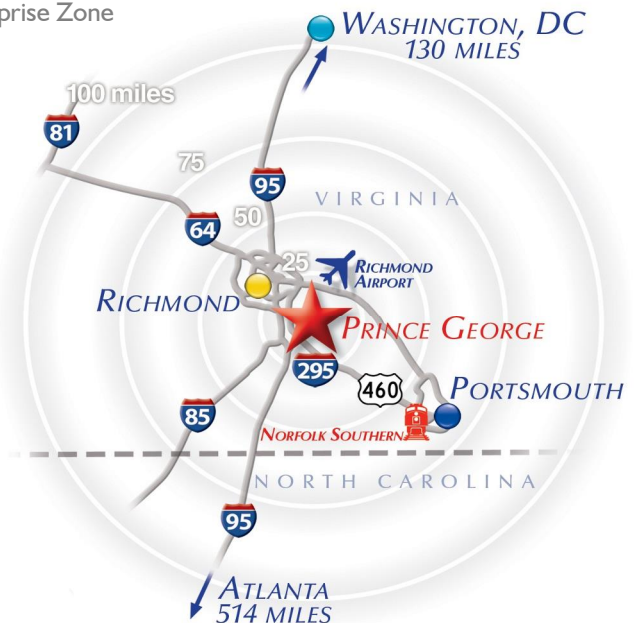 prise Zone
WASHINGTON, DC
130 MILES
100 miles
81
75
95
VIRGINIA
50
64
25
RICHMOND
AIRPORT
RICHMOND
PRINCE GEORGE
295
460
PORTSMOUTH
85
NORFOLK SOUTHERN
NORTH CAROLINA
95
ATLANTA
514 MILES